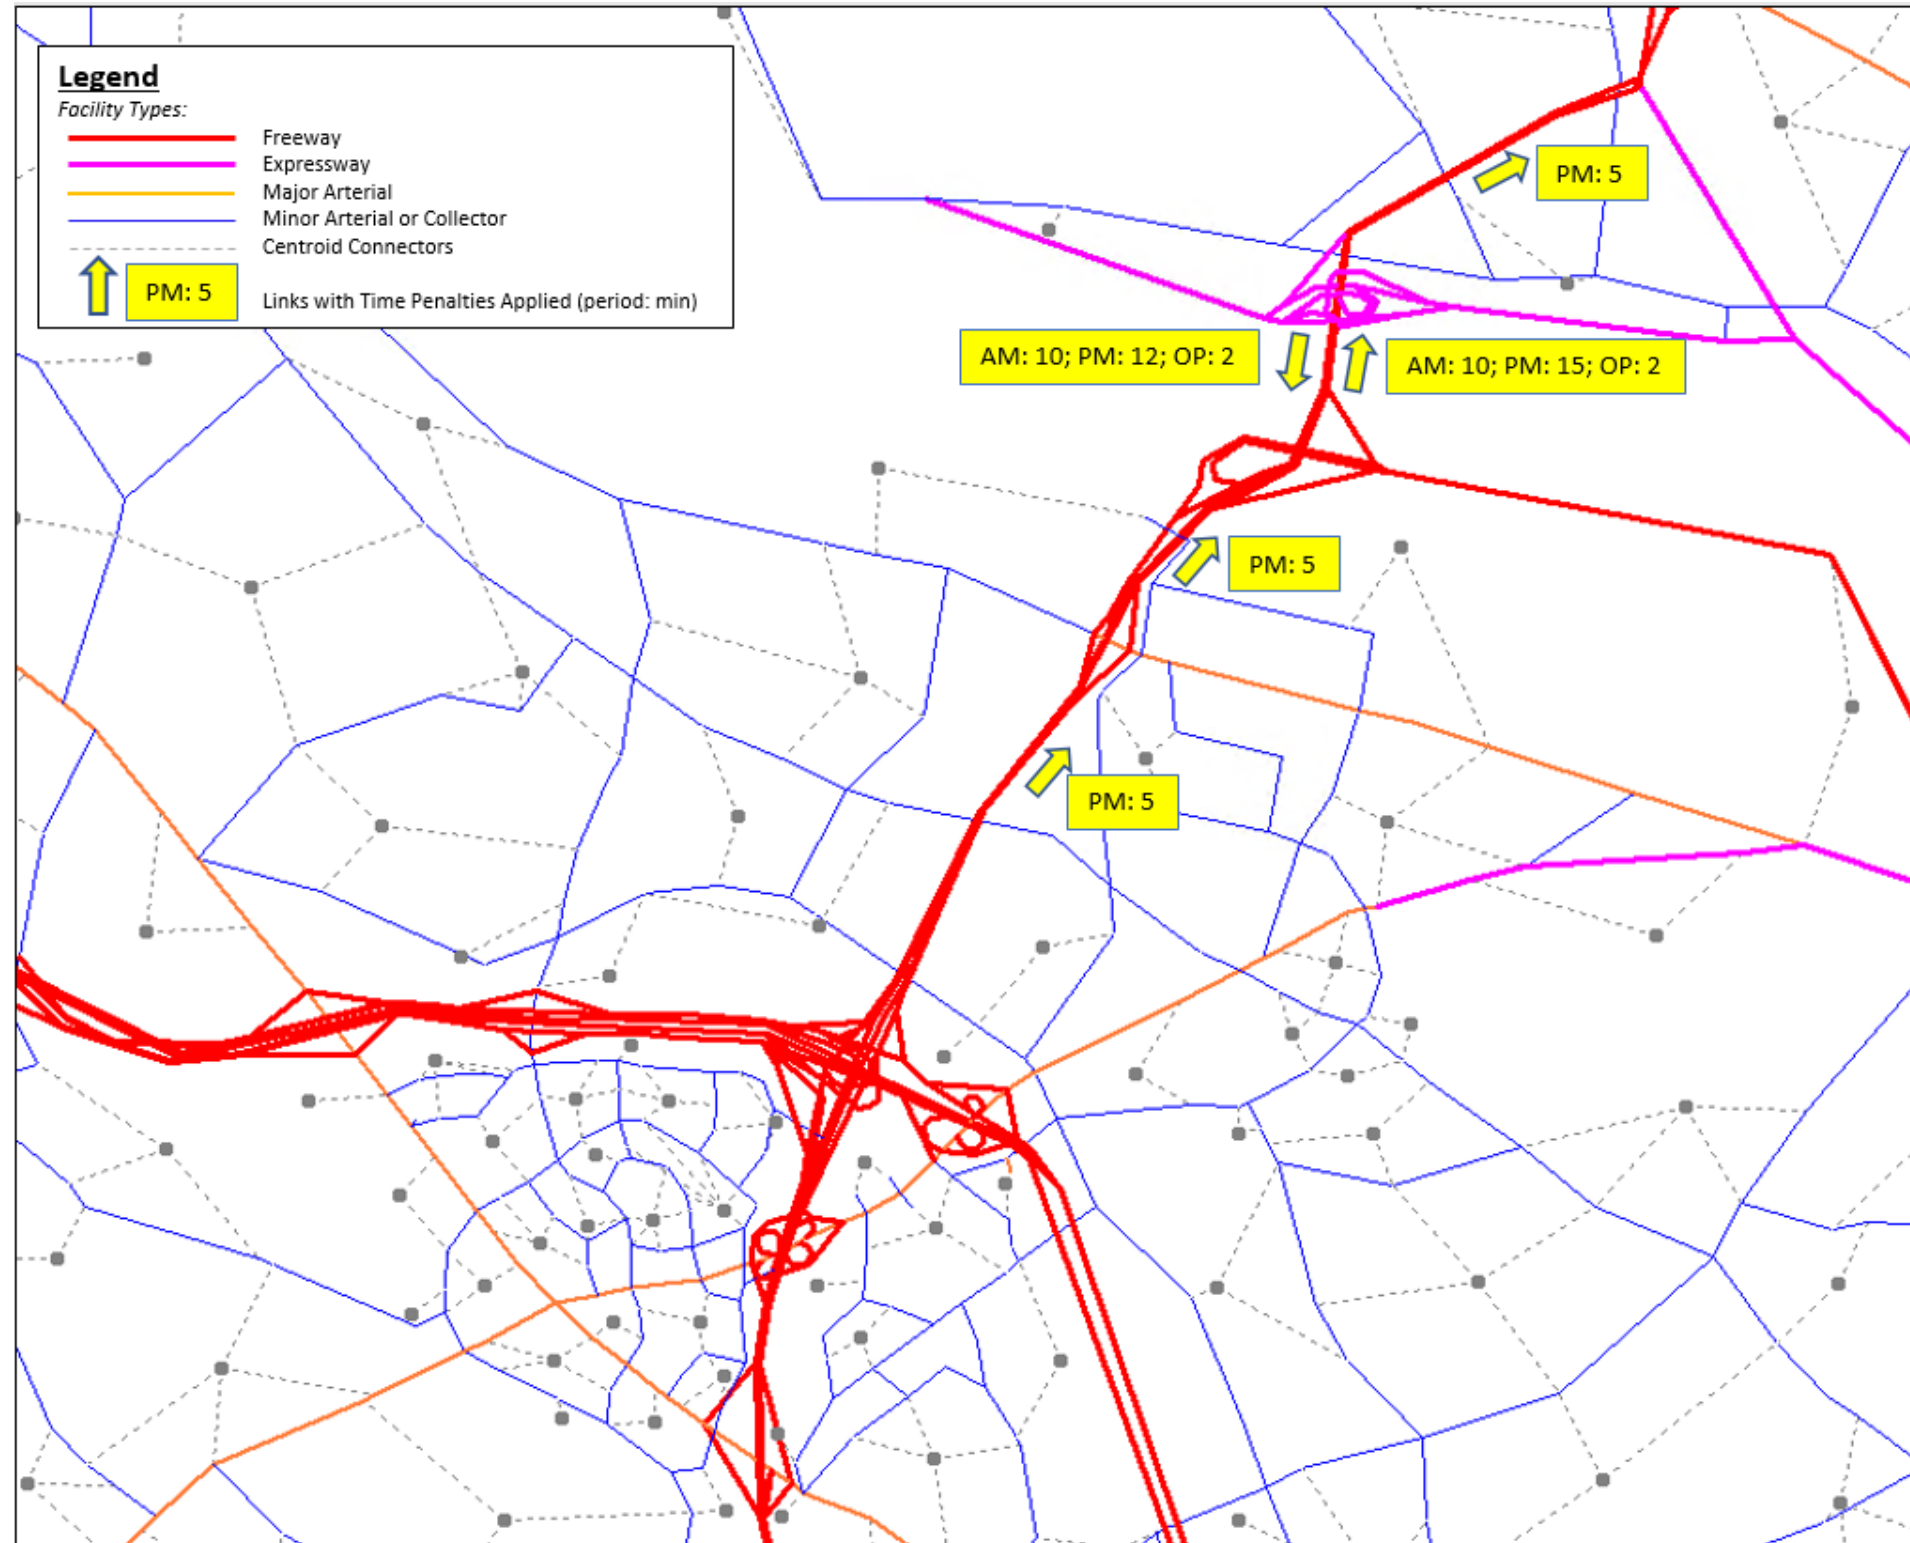 Legend
Facility Types:
Freeway
Expressway
Major Arterial
Minor Arterial or Collector
Centroid Connectors
PM: 5
Links with Time Penalties Applied (period: min)
PM: 5
AM: 10; PM: 12; OP: 2
AM: 10; PM: 15; OP: 2
PM: 5
PM: 5